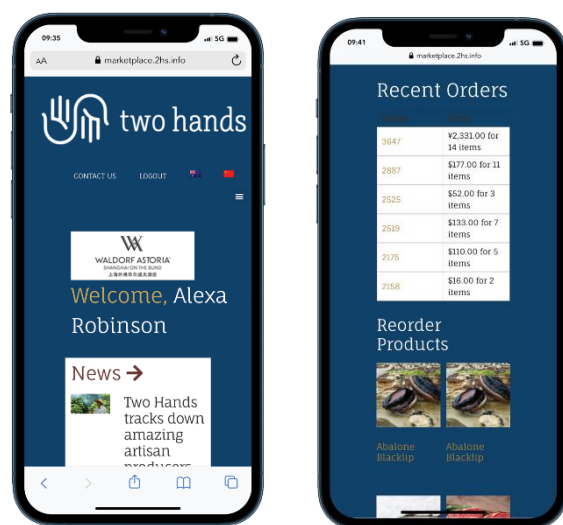 09:35
5G
AA
marketplace.2hs.info
two hands
CONTACT US
LOGOUT
WALDORF ASTORIA
SHANGHAI ON THE BUND
Welcome, Alexa
Robinson
News
Two Hands
tracks down
amazing
artisan
producers
09:41
5G
marketplace.2hs.info
Recent Orders
3647
¥2,331.00 for
14 items
2887
$177.00 for 11
items
2525
$52.00 for 3
items
2519
$133.00 for 7
items
2175
$110.00 for 5
items
2158
$16.00 for 2
items
Reorder
Products
Abalone
Blacklip
Abalone
Blacklip